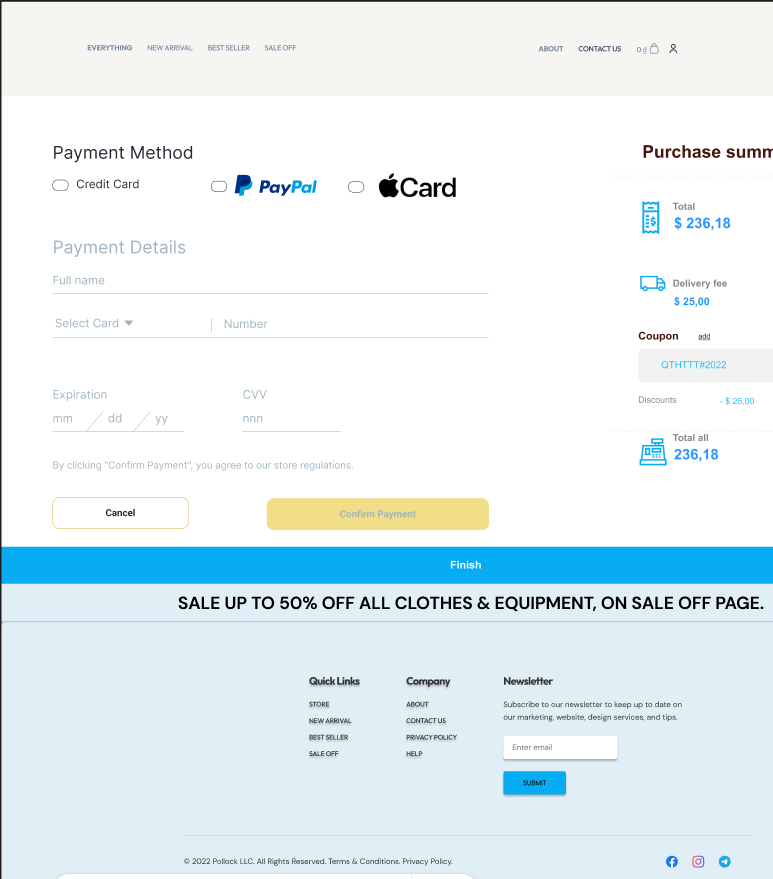 EVERYTHING NEW ARRIVAL BEST SELLER SALE OFF ABOUT CONTACT US 0 ₫
Payment Method
Credit Card PayPal Card
Payment Details
Full name
Select Card Number
Expiration CVV
mm dd yy nnn
By clicking "Confirm Payment", you agree to our store regulations.
Cancel Confirm Payment
Purchase summ
Total
$ 236,18
Delivery fee
$ 25,00
Coupon add
QTHTTT#2022
Discounts - $ 25,00
Total all
236,18
Finish
SALE UP TO 50% OFF ALL CLOTHES & EQUIPMENT, ON SALE OFF PAGE.
Quick Links
STORE
NEW ARRIVAL
BEST SELLER
SALE OFF
Company
ABOUT
CONTACT US
PRIVACY POLICY
HELP
Newsletter
Subscribe to our newsletter to keep up to date on
our marketing, website, design services, and tips.
Enter email
SUBMIT
© 2022 Pollock LLC. All Rights Reserved. Terms & Conditions. Privacy Policy.